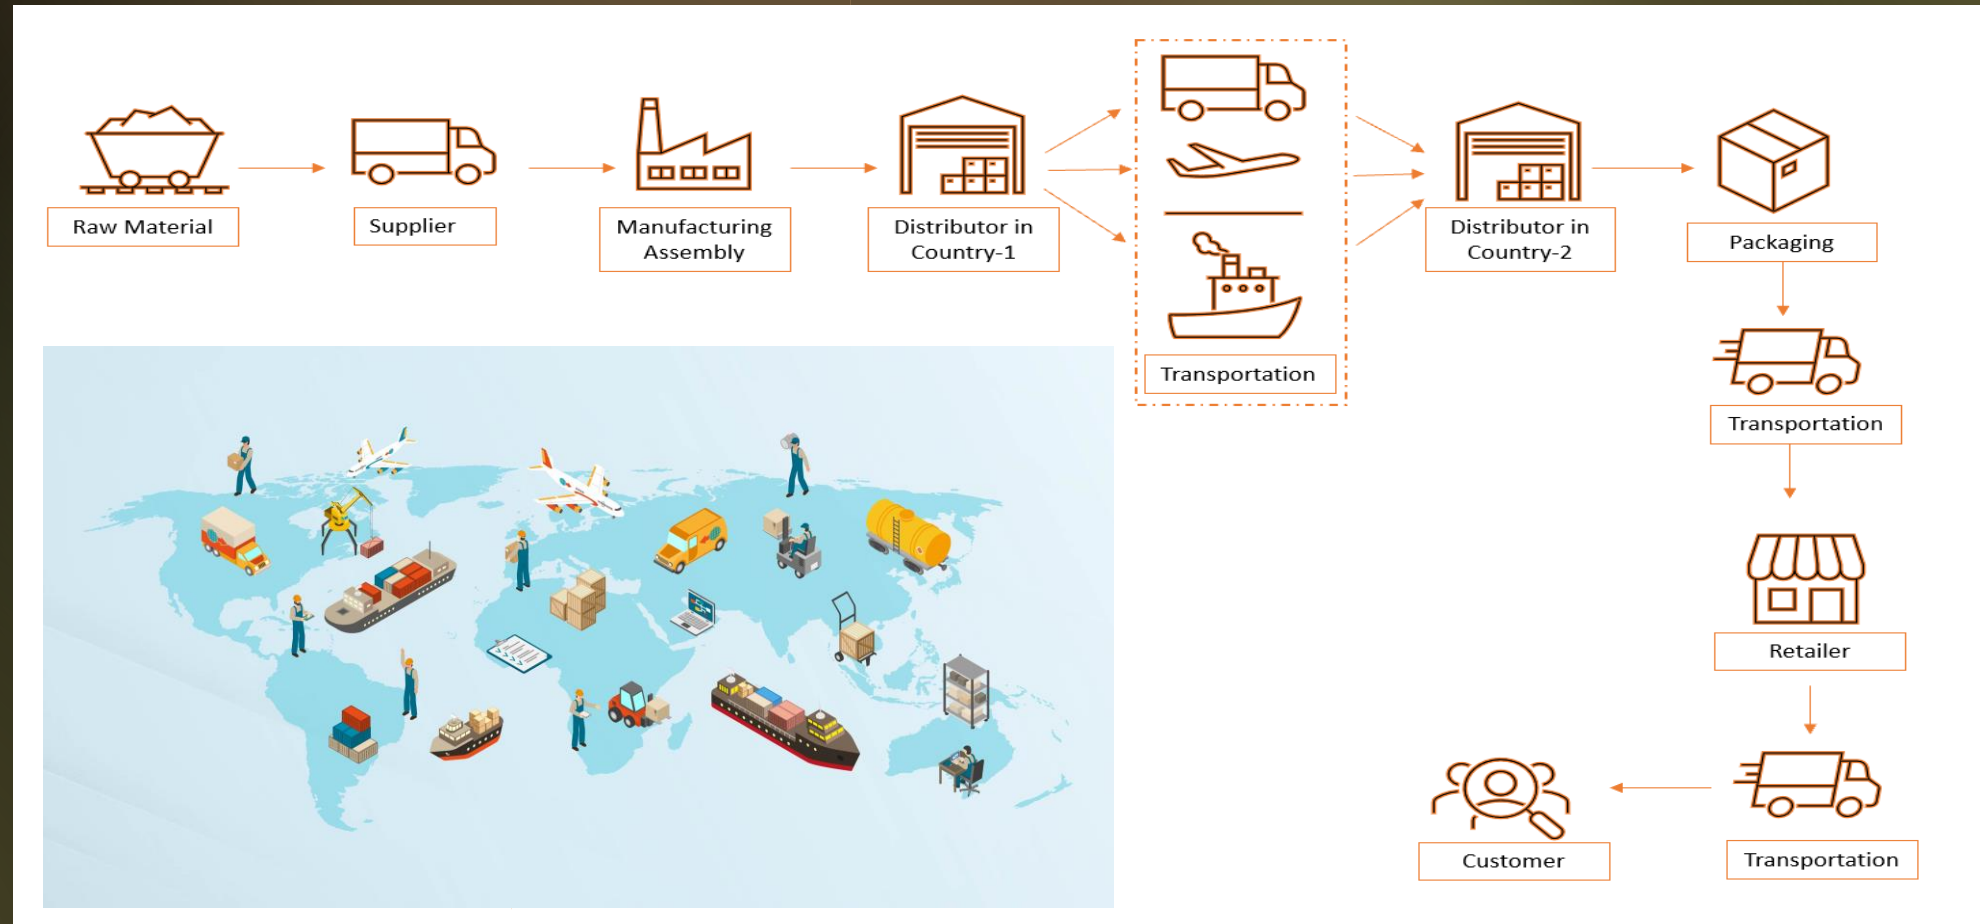 Raw Material
Supplier
Manufacturing
Assembly
Distributor in
Country-1
Transportation
Distributor in
Country-2
Packaging
Transportation
Retailer
Transportation
Customer